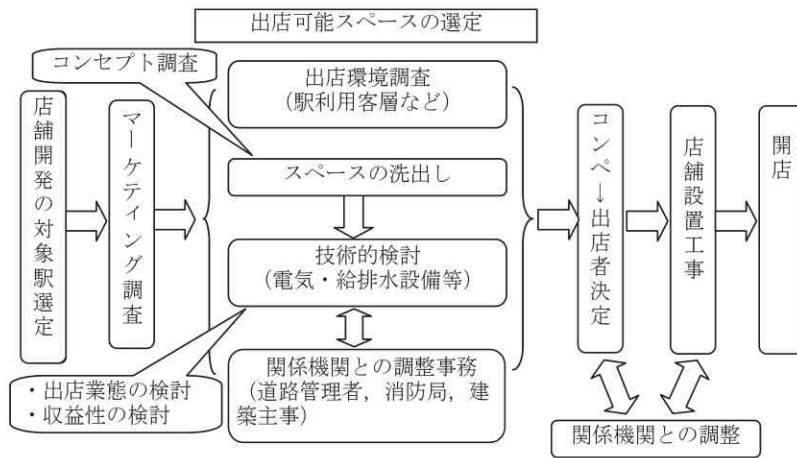 出店可能スペースの選定
コンセプト調査
店舗開発の対象駅選定
マーケティング調査
出店環境調査
(駅利用客層など)
スペースの洗出し
技術的検討
(電気・給排水設備等)
関係機関との調整事務
(道路管理者,消防局,建
築主事)
・出店業態の検討
・収益性の検討
コンペ→出店者決定
店舗設置工事
開店
関係機関との調整